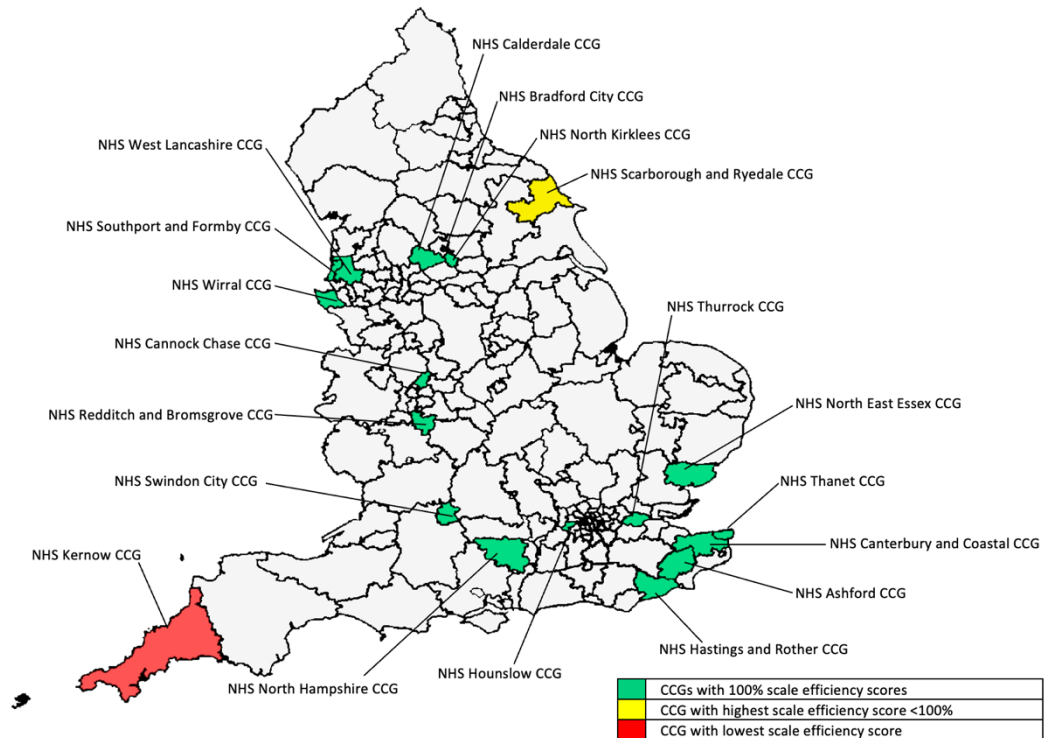 NHS Calderdale CCG
NHS Bradford City CCG
NHS North Kirklees CCG
NHS West Lancashire CCG
NHS Scarborough and Ryedale CCG
NHS Southport and Formby CCG
NHS Wirral CCG
NHS Thurrock CCG
NHS Cannock Chase CCG
NHS North East Essex CCG
NHS Redditch and Bromsgrove CCG
NHS Swindon City CCG
NHS Thanet CCG
NHS Kernow CCG
NHS Canterbury and Coastal CCG
NHS Ashford CCG
NHS Hastings and Rother CCG
NHS Hounslow CCG
NHS North Hampshire CCG
CCGs with 100% scale efficiency scores
CCG with highest scale efficiency score <100%
CCG with lowest scale efficiency score